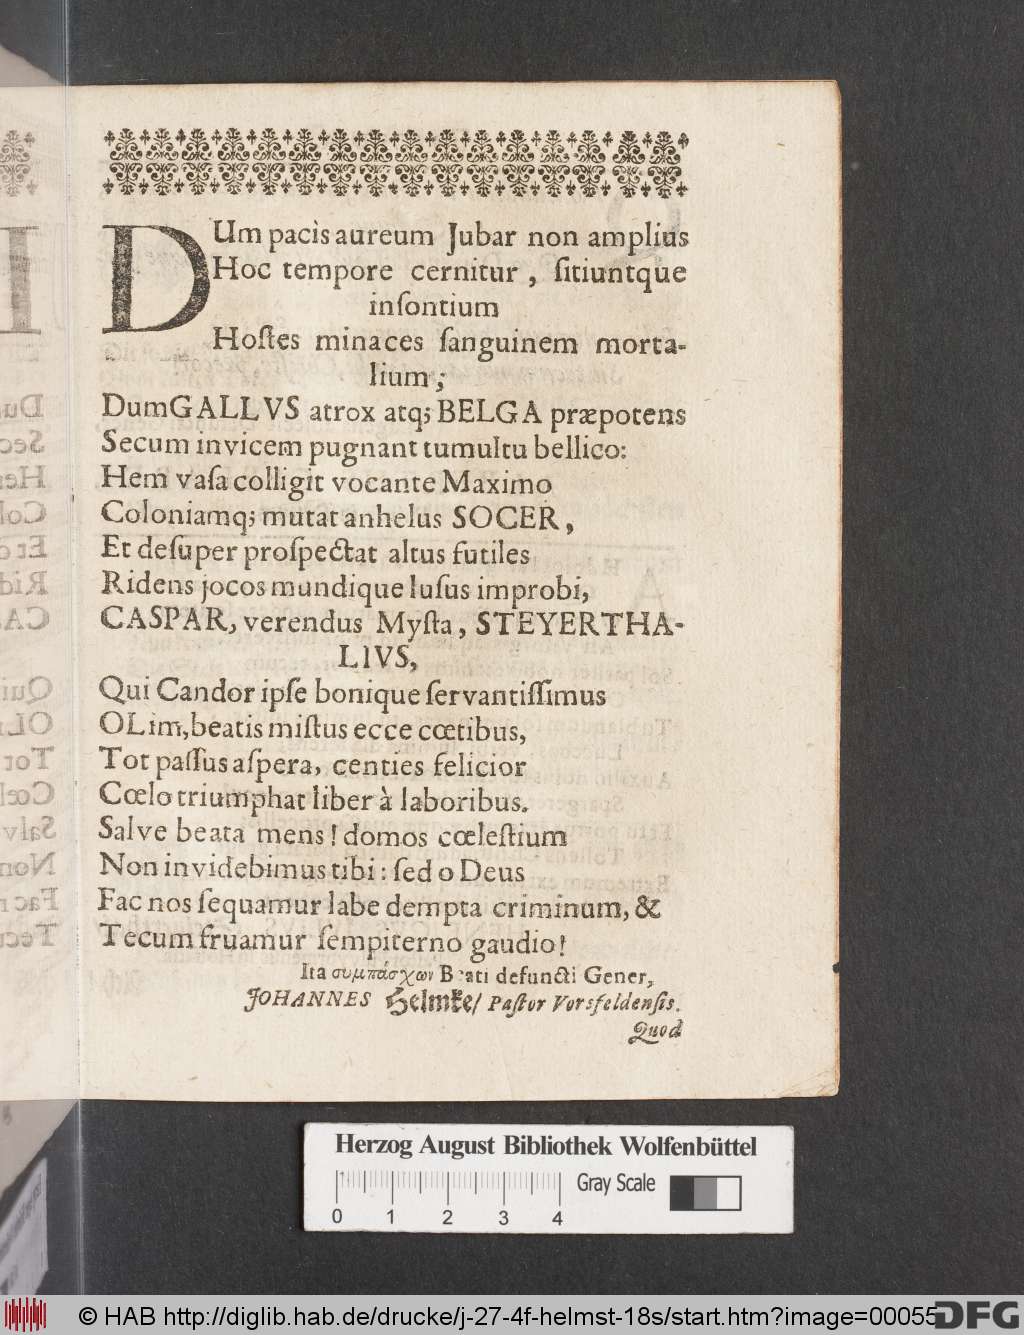 DUm pacìs aureum Jubar non amplius
Hoc tempore cernitur, ſitiuntque
inſontium
Hoſtes minaces ſanguinem morta-
lium;
Dum GALLVS atrox atq; BELGA præpotens
Secum invicem pugnant tumultu bellico:
Hem vaſa colligit vocante Maximo
Coloniamq; mutat anhelus SOCER,
Et deſuper proſpectat altus futiles
Ridens jocos mundique luſus improbi,
CASPAR, verendus Myſta, STEYERTHA-
LIVS,
Qui Candor ipſe bonique ſervantiſſimus
OLim, beatis miſtus ecce cœtibus,
Tot paſſus aſpera, centies felicior
Cœlo triumphat liber à laboribus.
Salve beata mens! domos cœleſtium
Non invidebimus tibi: ſed o Deus
Fac nos ſequamur labe dempta criminum, &
Tecum fruamur ſempiterno gaudio!
Ita συμπάσχων Beati defuncti Gener,
JOHANNES Helmke/ Paſtor Vorsfeldenſis.
Quod
Herzog August Bibliothek Wolfenbüttel
Gray Scale
0 1 2 3 4
© HAB http://diglib.hab.de/drucke/j-27-4f-helmst-18s/start.htm?image=00055
DFG